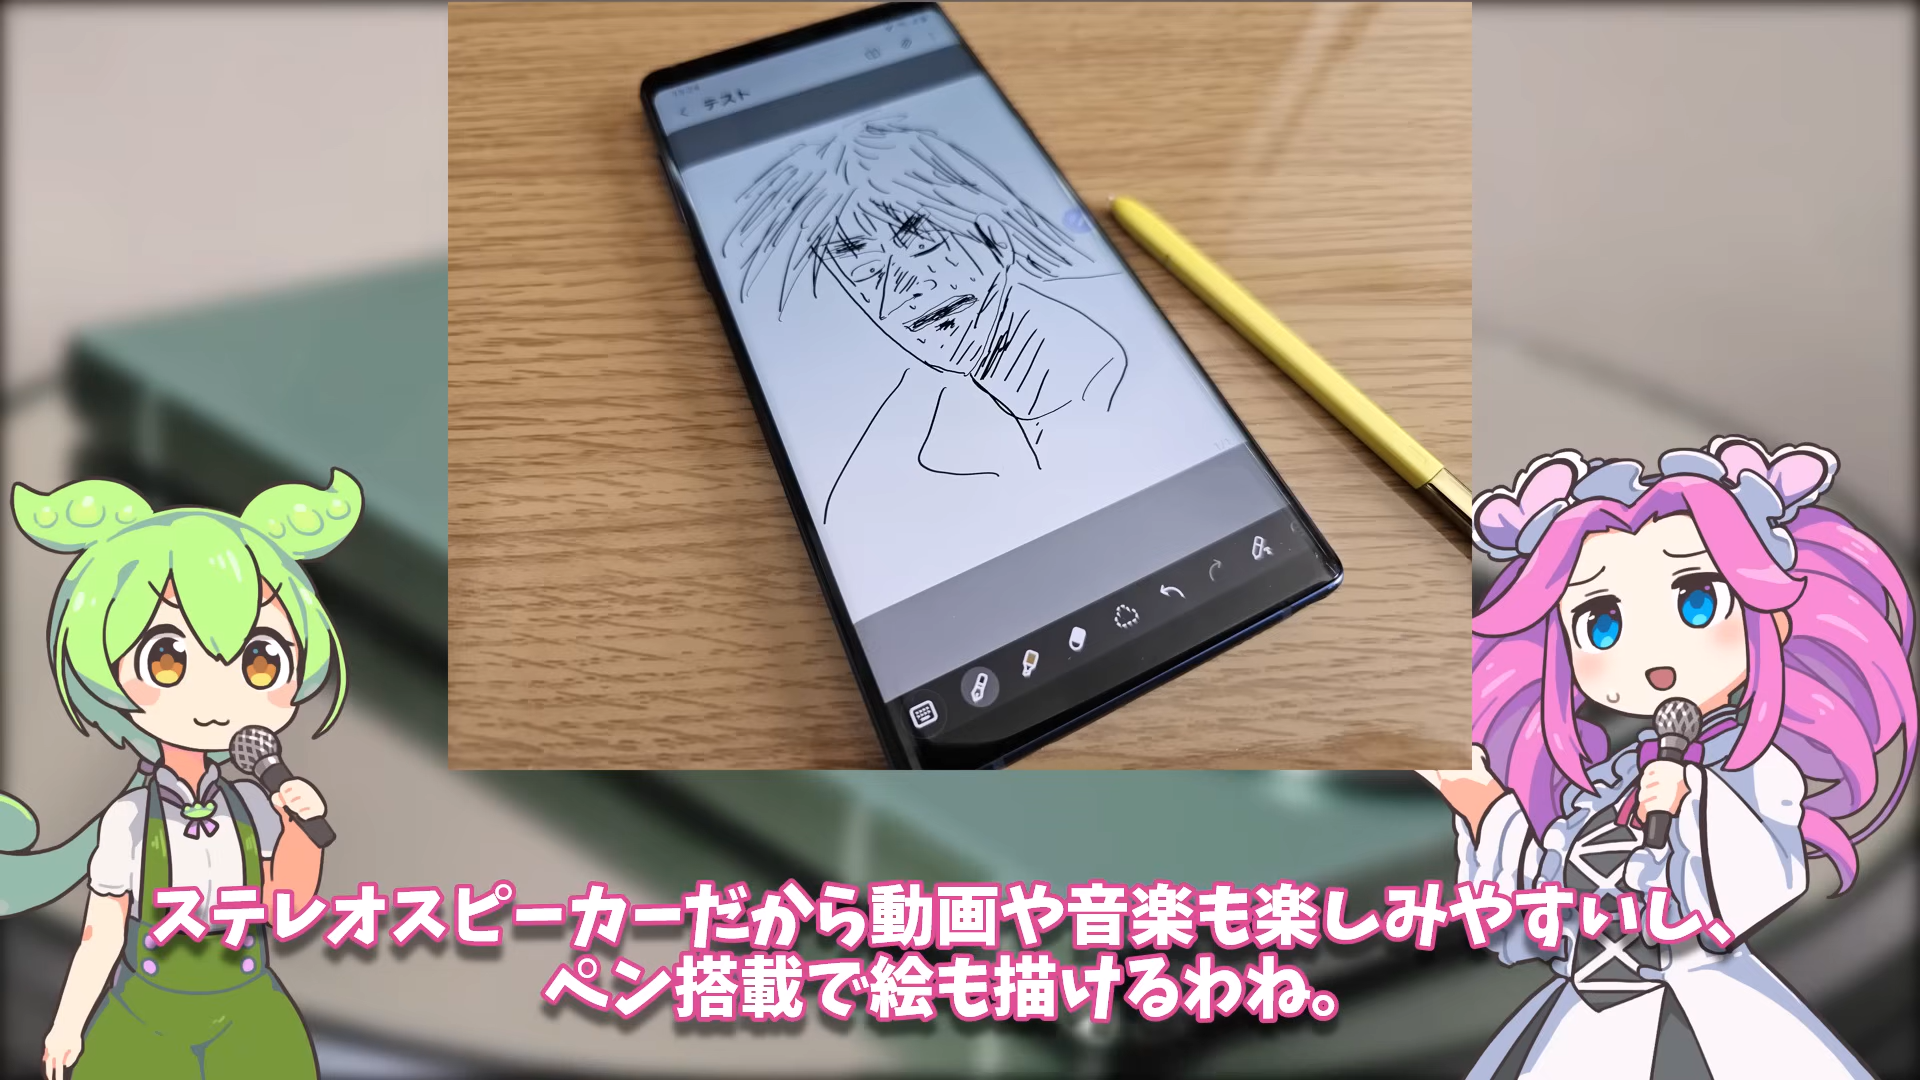 テスト
ステレオスピーカーだから動画や音楽も楽しみやすいし、
ペン搭載で絵も描けるわね。